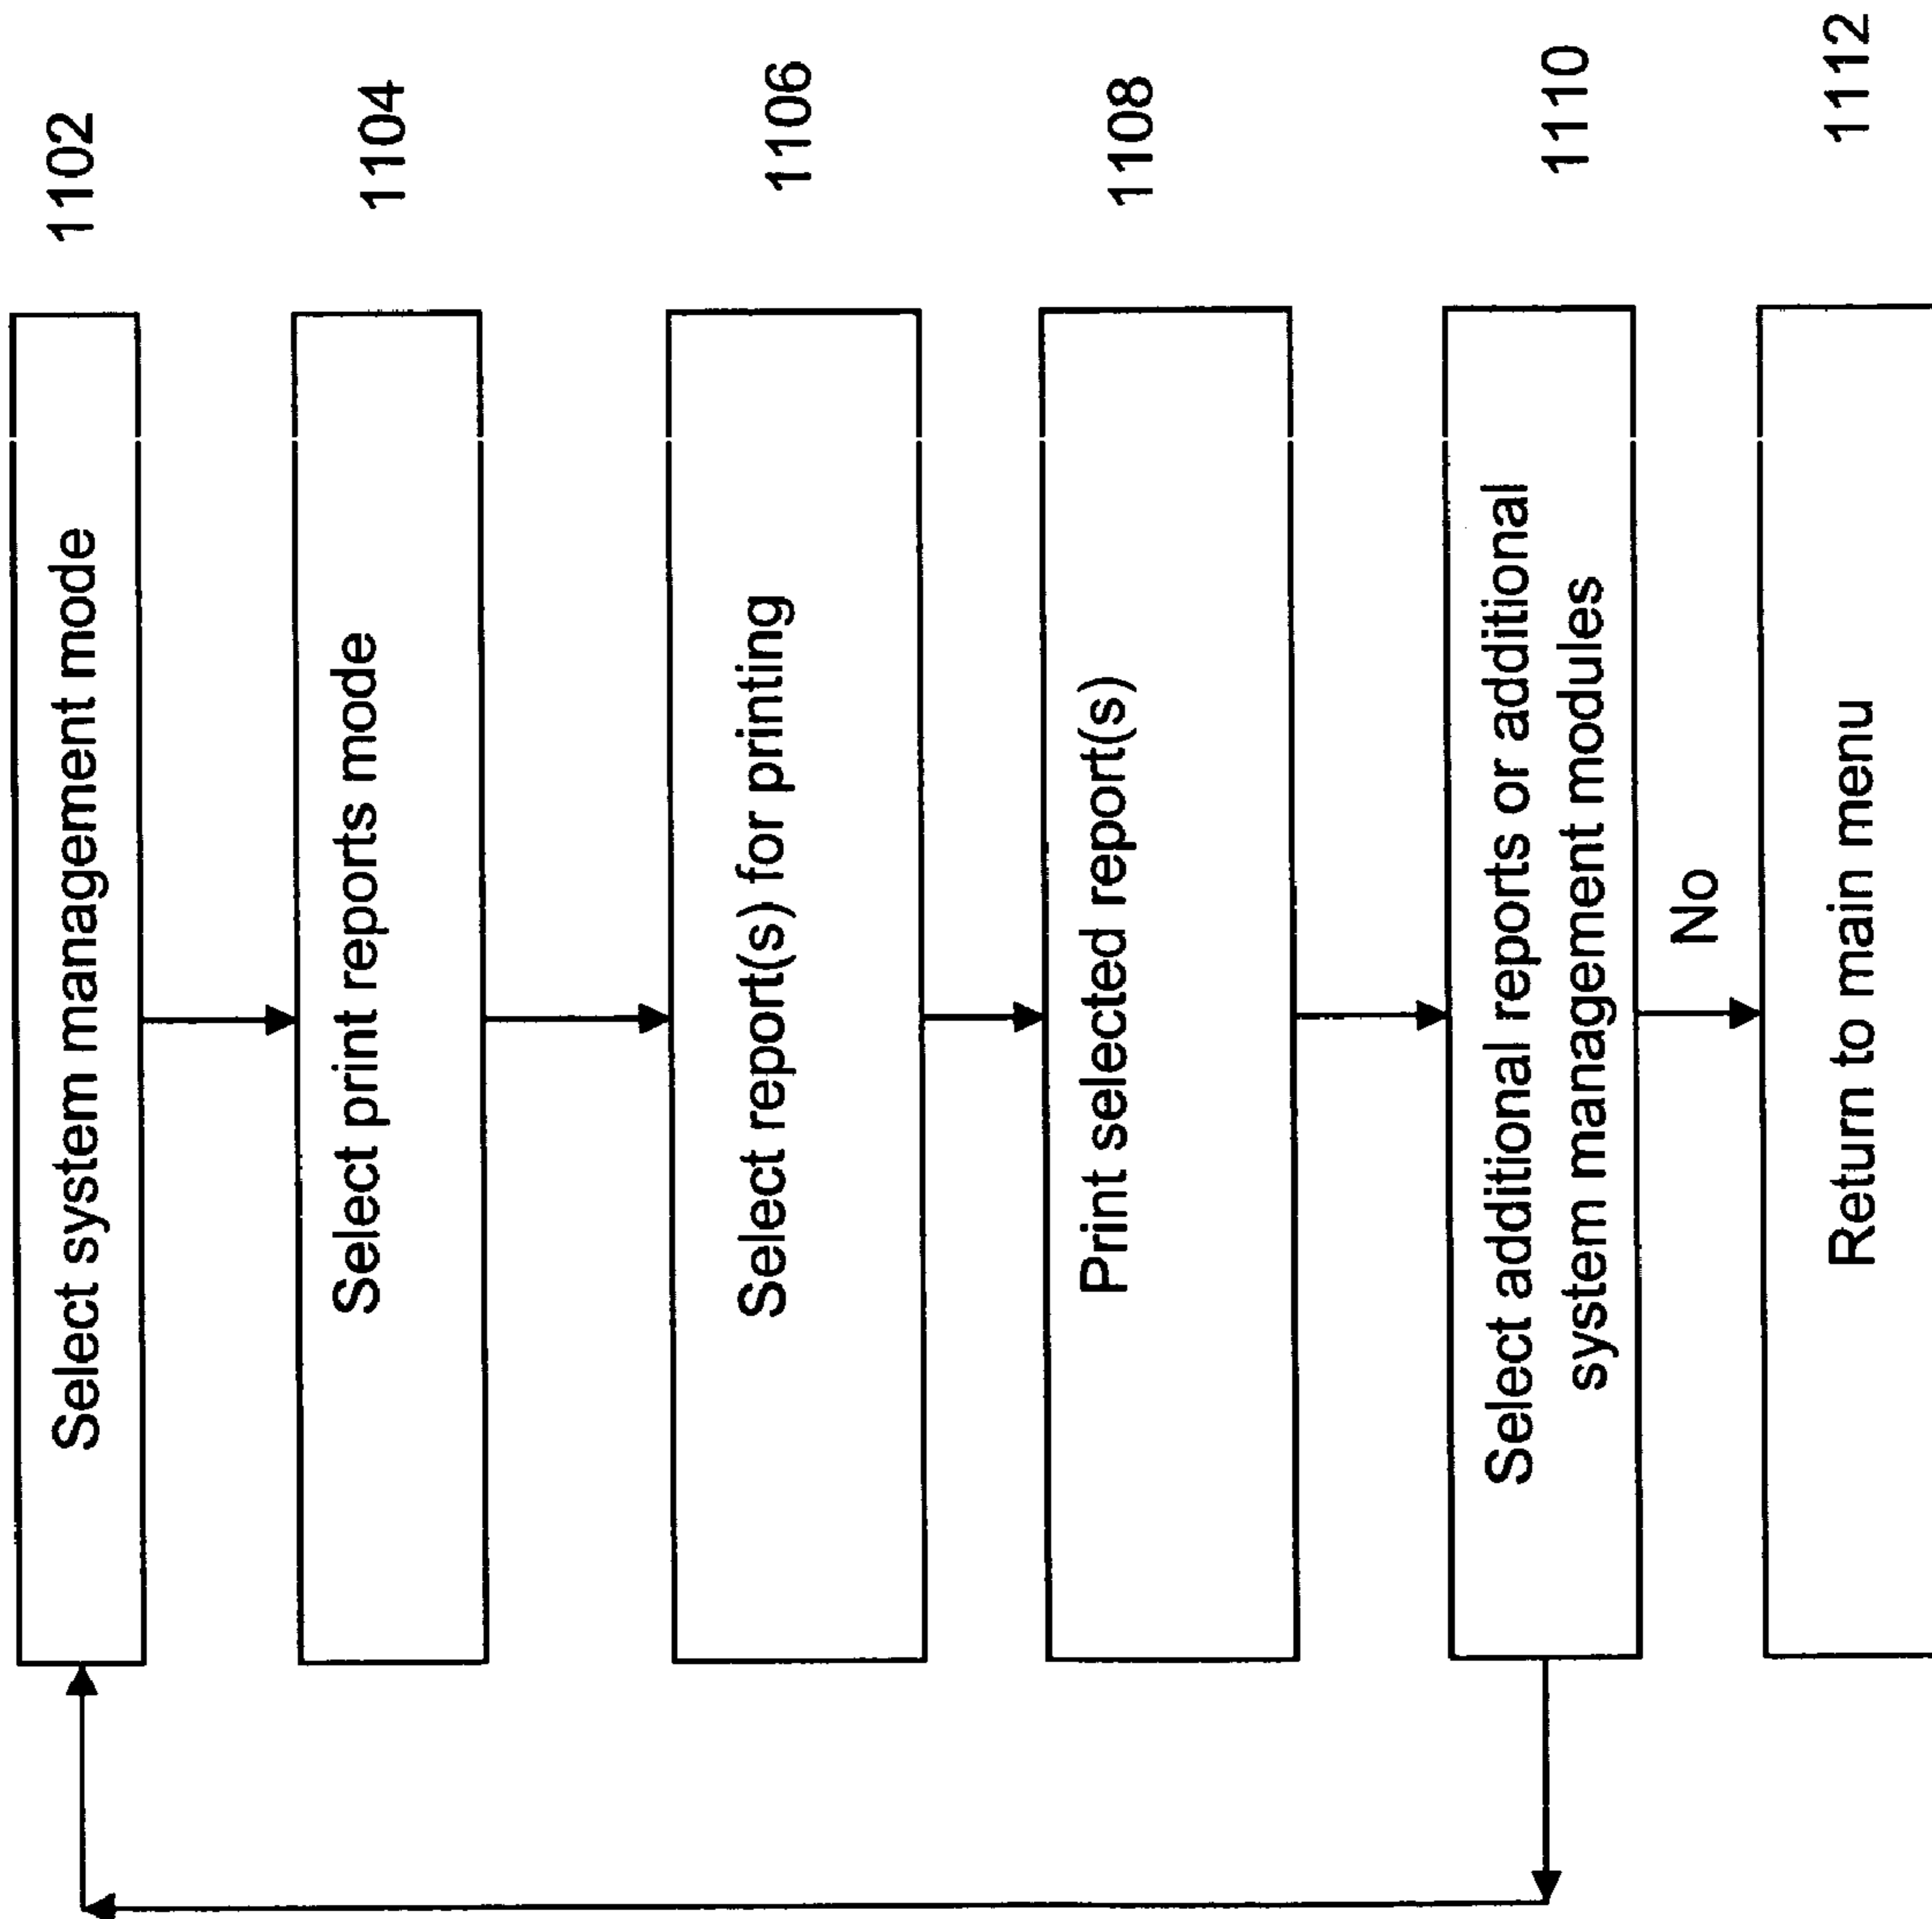 Select system management mode
1102
Select print reports mode
1104
Select report(s) for printing
1106
Print selected report(s)
1108
Select additional reports or additional
system management modules
1110
No
Return to main menu
1112